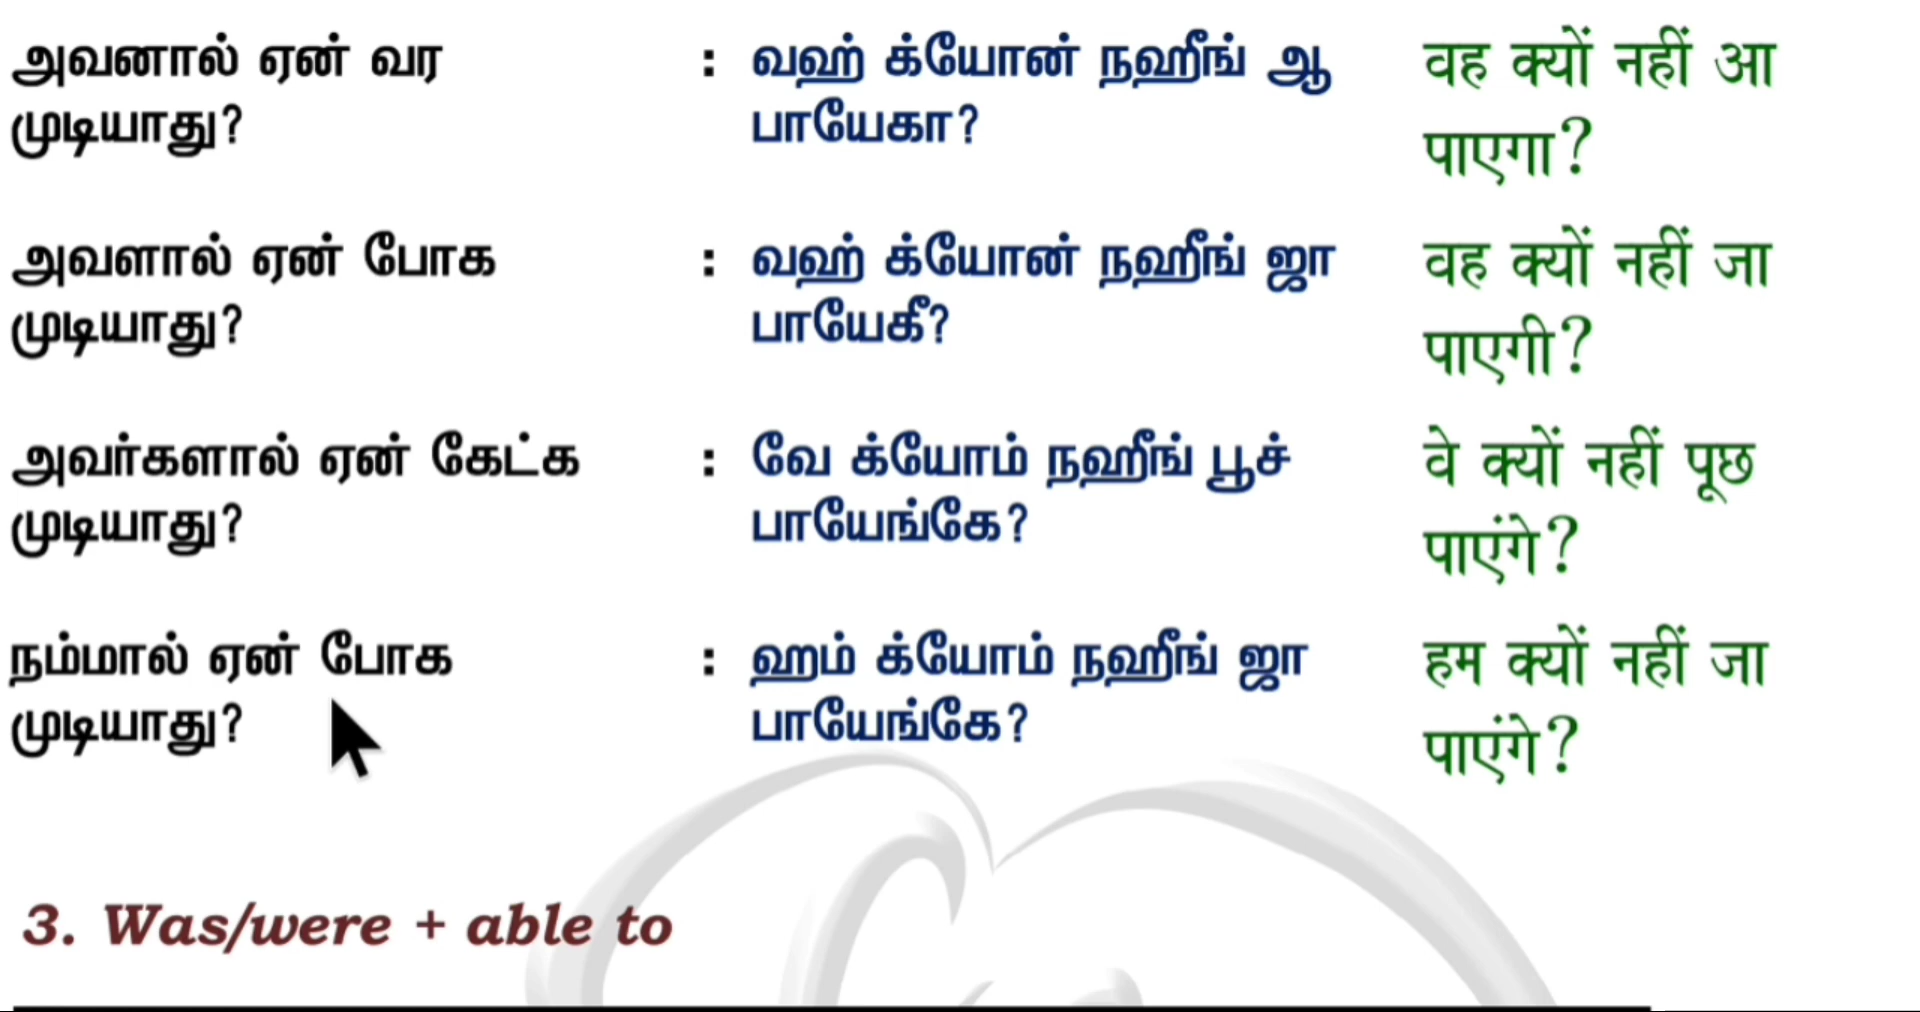 அவனால் ஏன் வர : வஹ் க்யோன் நஹீங் ஆ वह क्यों नहीं आ
முடியாது? பாயேகா? पाएगा?
அவளால் ஏன் போக : வஹ் க்யோன் நஹீங் ஜா वह क्यों नहीं जा
முடியாது? பாயேகீ? पाएगी?
அவர்களால் ஏன் கேட்க : வே க்யோம் நஹீங் பூச் वे क्यों नहीं पूछ
முடியாது? பாயேங்கே? पाएंगे?
நம்மால் ஏன் போக : ஹம் க்யோம் நஹீங் ஜா हम क्यों नहीं जा
முடியாது? பாயேங்கே? पाएंगे?
3. Was/were + able to